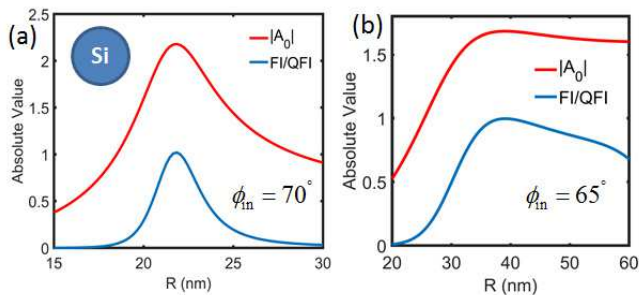 (a)
Si
|A0|
FI/QFI
ϕin = 70°
Absolute Value
2.5
2
1.5
1
0.5
0
15
20
25
30
R (nm)
(b)
|A0|
FI/QFI
ϕin = 65°
Absolute Value
1.5
1
0.5
0
20
30
40
50
60
R (nm)